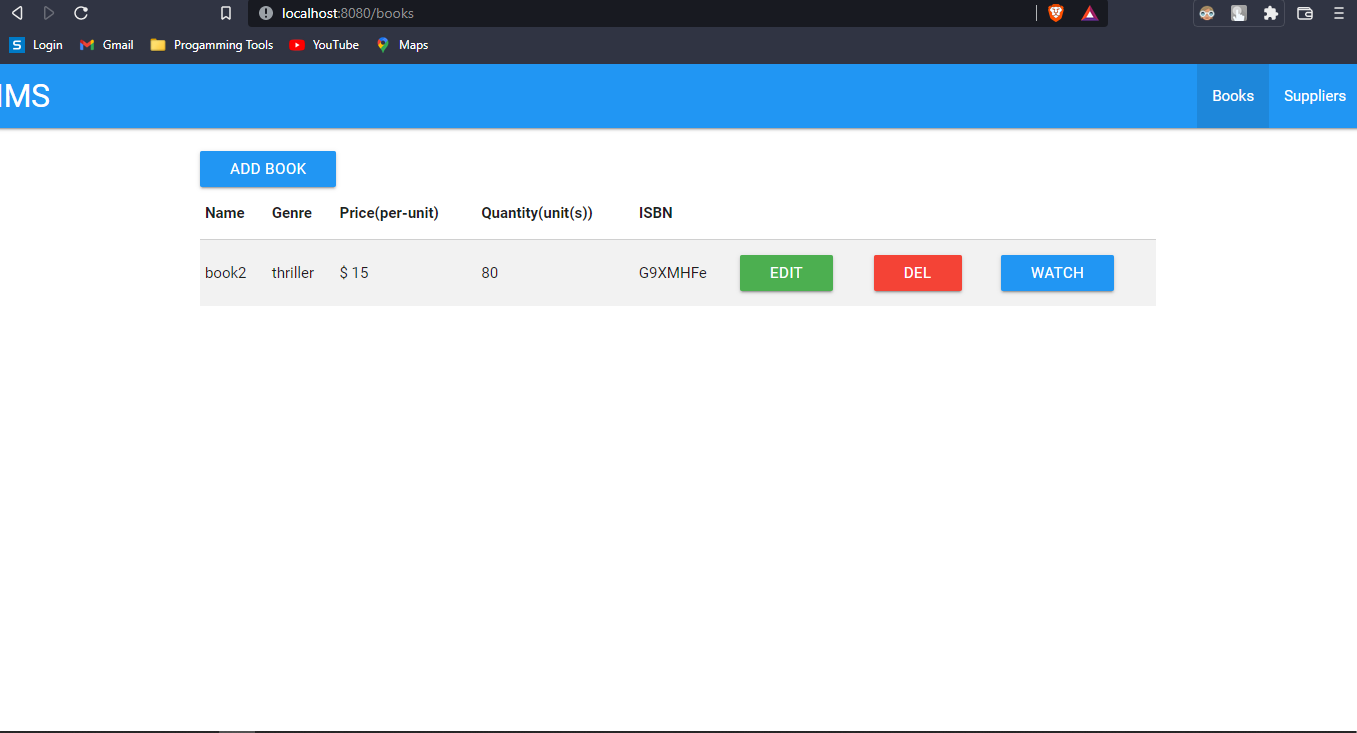 localhost:8080/books
S Login Gmail Progamming Tools YouTube Maps
IMS Books Suppliers
ADD BOOK
Name Genre Price(per-unit) Quantity(unit(s)) ISBN
book2 thriller $ 15 80 G9XMHFe EDIT DEL WATCH